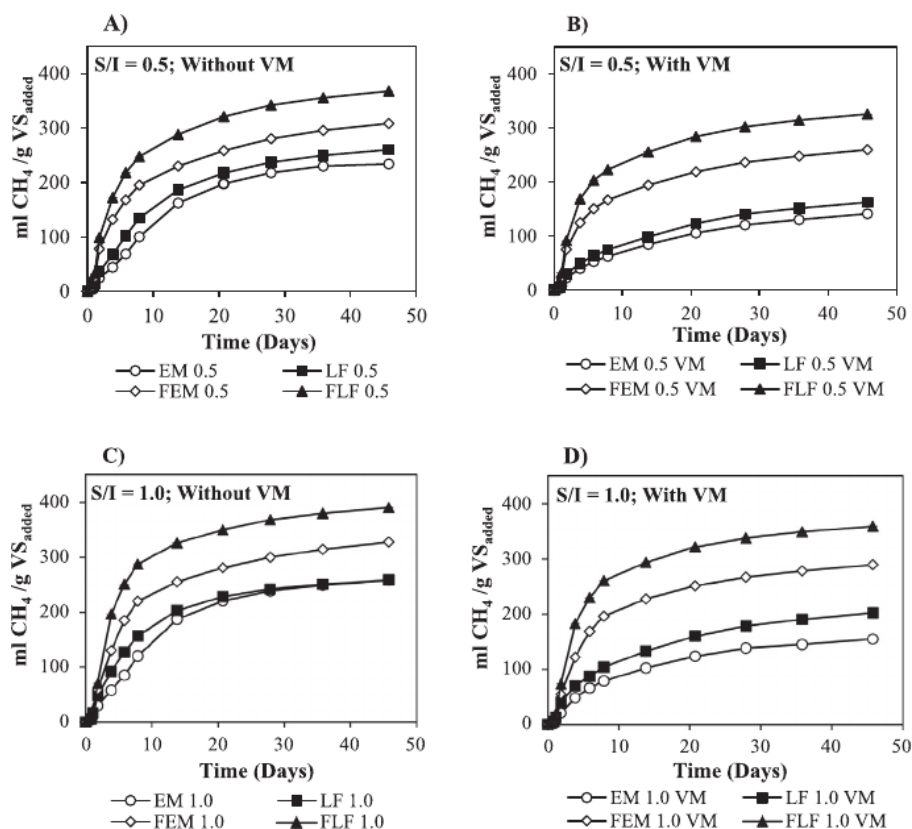 A)
S/I = 0.5; Without VM
400
300
200
100
0
ml CH4 /g VSadded
0 10 20 30 40 50
Time (Days)
EM 0.5 LF 0.5
FEM 0.5 FLF 0.5
B)
S/I = 0.5; With VM
400
300
200
100
0
ml CH4 /g VSadded
0 10 20 30 40 50
Time (Days)
EM 0.5 VM LF 0.5 VM
FEM 0.5 VM FLF 0.5 VM
C)
S/I = 1.0; Without VM
400
300
200
100
0
ml CH4 /g VSadded
0 10 20 30 40 50
Time (Days)
EM 1.0 LF 1.0
FEM 1.0 FLF 1.0
D)
S/I = 1.0; With VM
400
300
200
100
0
ml CH4 /g VSadded
0 10 20 30 40 50
Time (Days)
EM 1.0 VM LF 1.0 VM
FEM 1.0 VM FLF 1.0 VM